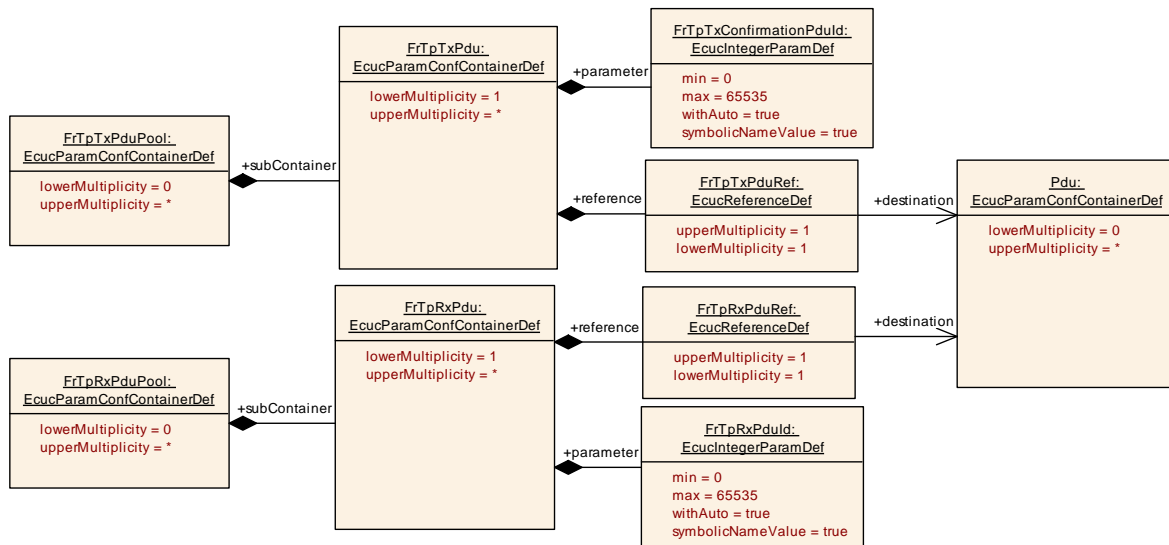 FrTpTxPduPool:
EcucParamConfContainerDef
lowerMultiplicity = 0
upperMultiplicity = *
+subContainer
FrTpTxPdu:
EcucParamConfContainerDef
lowerMultiplicity = 1
upperMultiplicity = *
+parameter
FrTpTxConfirmationPduId:
EcucIntegerParamDef
min = 0
max = 65535
withAuto = true
symbolicNameValue = true
+reference
FrTpTxPduRef:
EcucReferenceDef
upperMultiplicity = 1
lowerMultiplicity = 1
+destination
Pdu:
EcucParamConfContainerDef
lowerMultiplicity = 0
upperMultiplicity = *
FrTpRxPduPool:
EcucParamConfContainerDef
lowerMultiplicity = 0
upperMultiplicity = *
+subContainer
FrTpRxPdu:
EcucParamConfContainerDef
lowerMultiplicity = 1
upperMultiplicity = *
+reference
FrTpRxPduRef:
EcucReferenceDef
upperMultiplicity = 1
lowerMultiplicity = 1
+destination
+parameter
FrTpRxPduId:
EcucIntegerParamDef
min = 0
max = 65535
withAuto = true
symbolicNameValue = true